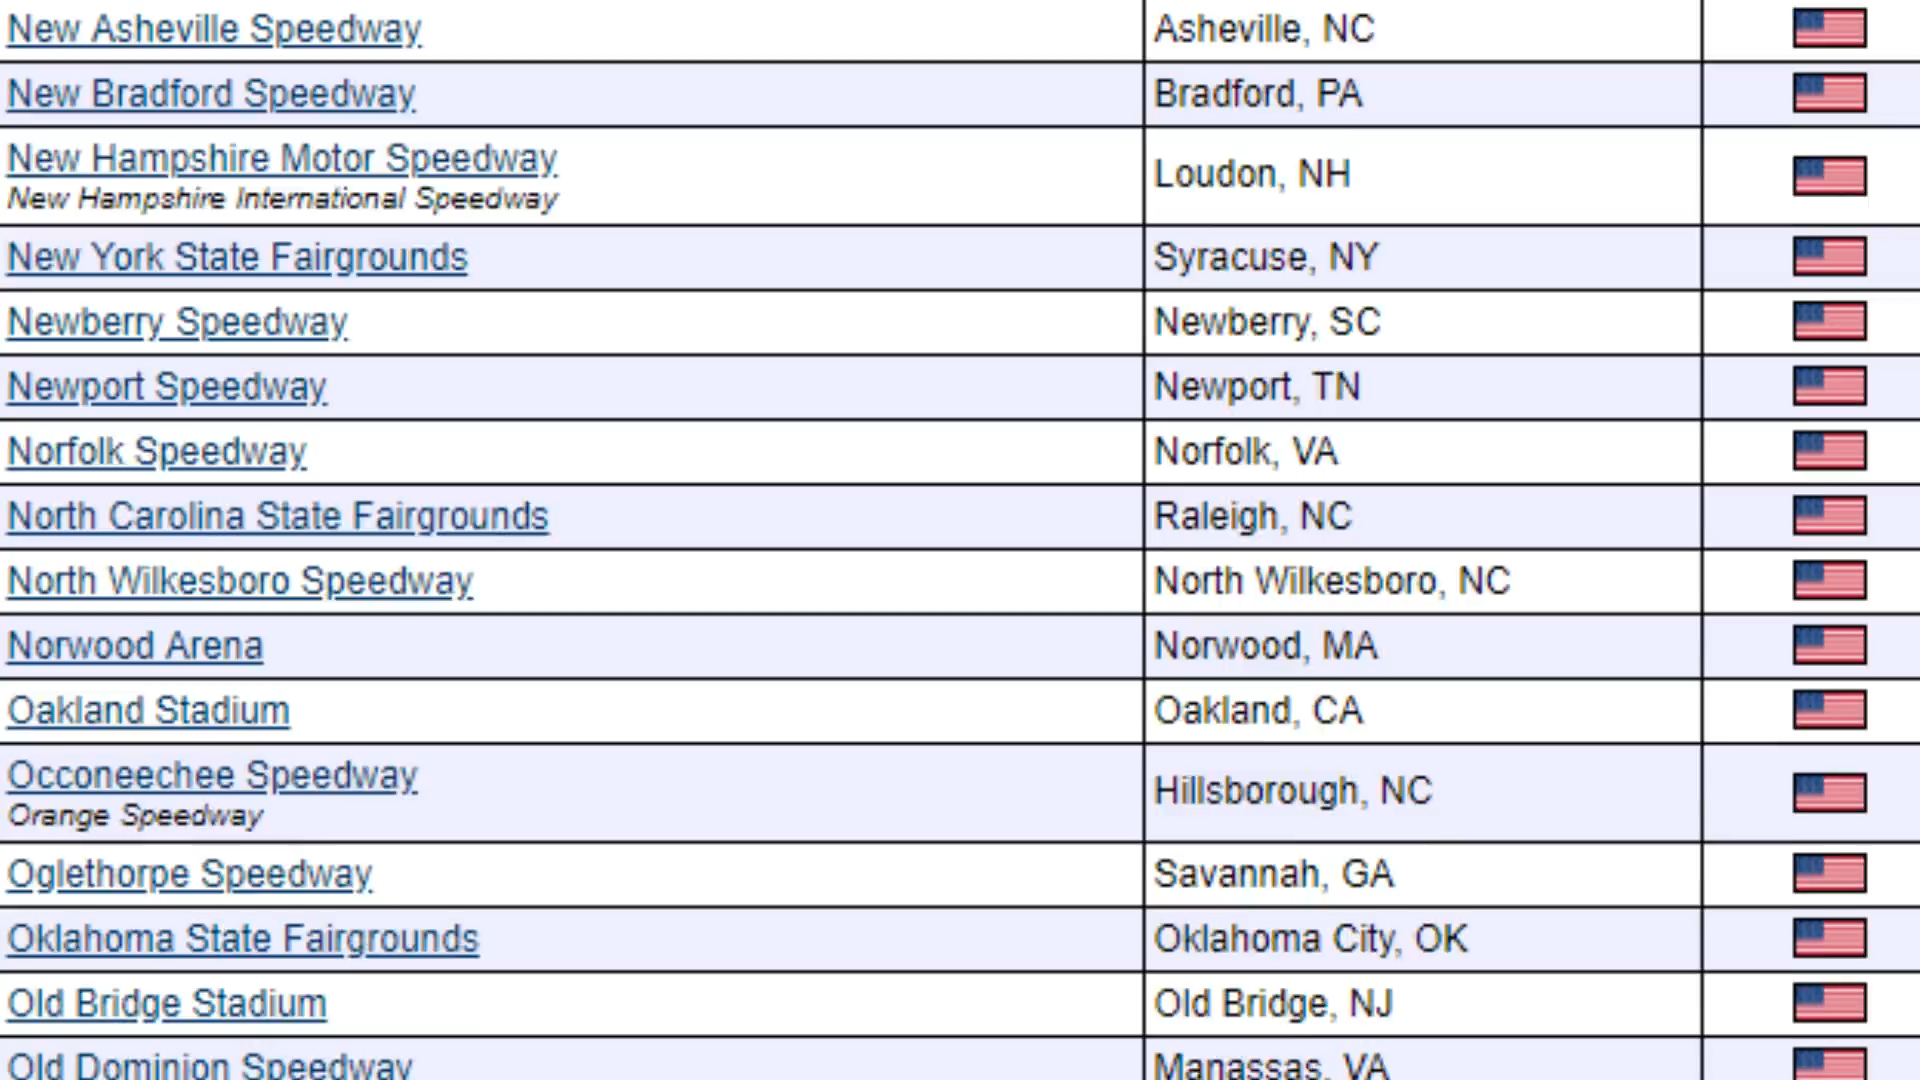 New Asheville Speedway Asheville, NC
New Bradford Speedway Bradford, PA
New Hampshire Motor Speedway Loudon, NH
New Hampshire International Speedway
New York State Fairgrounds Syracuse, NY
Newberry Speedway Newberry, SC
Newport Speedway Newport, TN
Norfolk Speedway Norfolk, VA
North Carolina State Fairgrounds Raleigh, NC
North Wilkesboro Speedway North Wilkesboro, NC
Norwood Arena Norwood, MA
Oakland Stadium Oakland, CA
Occoneechee Speedway Hillsborough, NC
Orange Speedway
Oglethorpe Speedway Savannah, GA
Oklahoma State Fairgrounds Oklahoma City, OK
Old Bridge Stadium Old Bridge, NJ
Old Dominion Speedway Manassas, VA